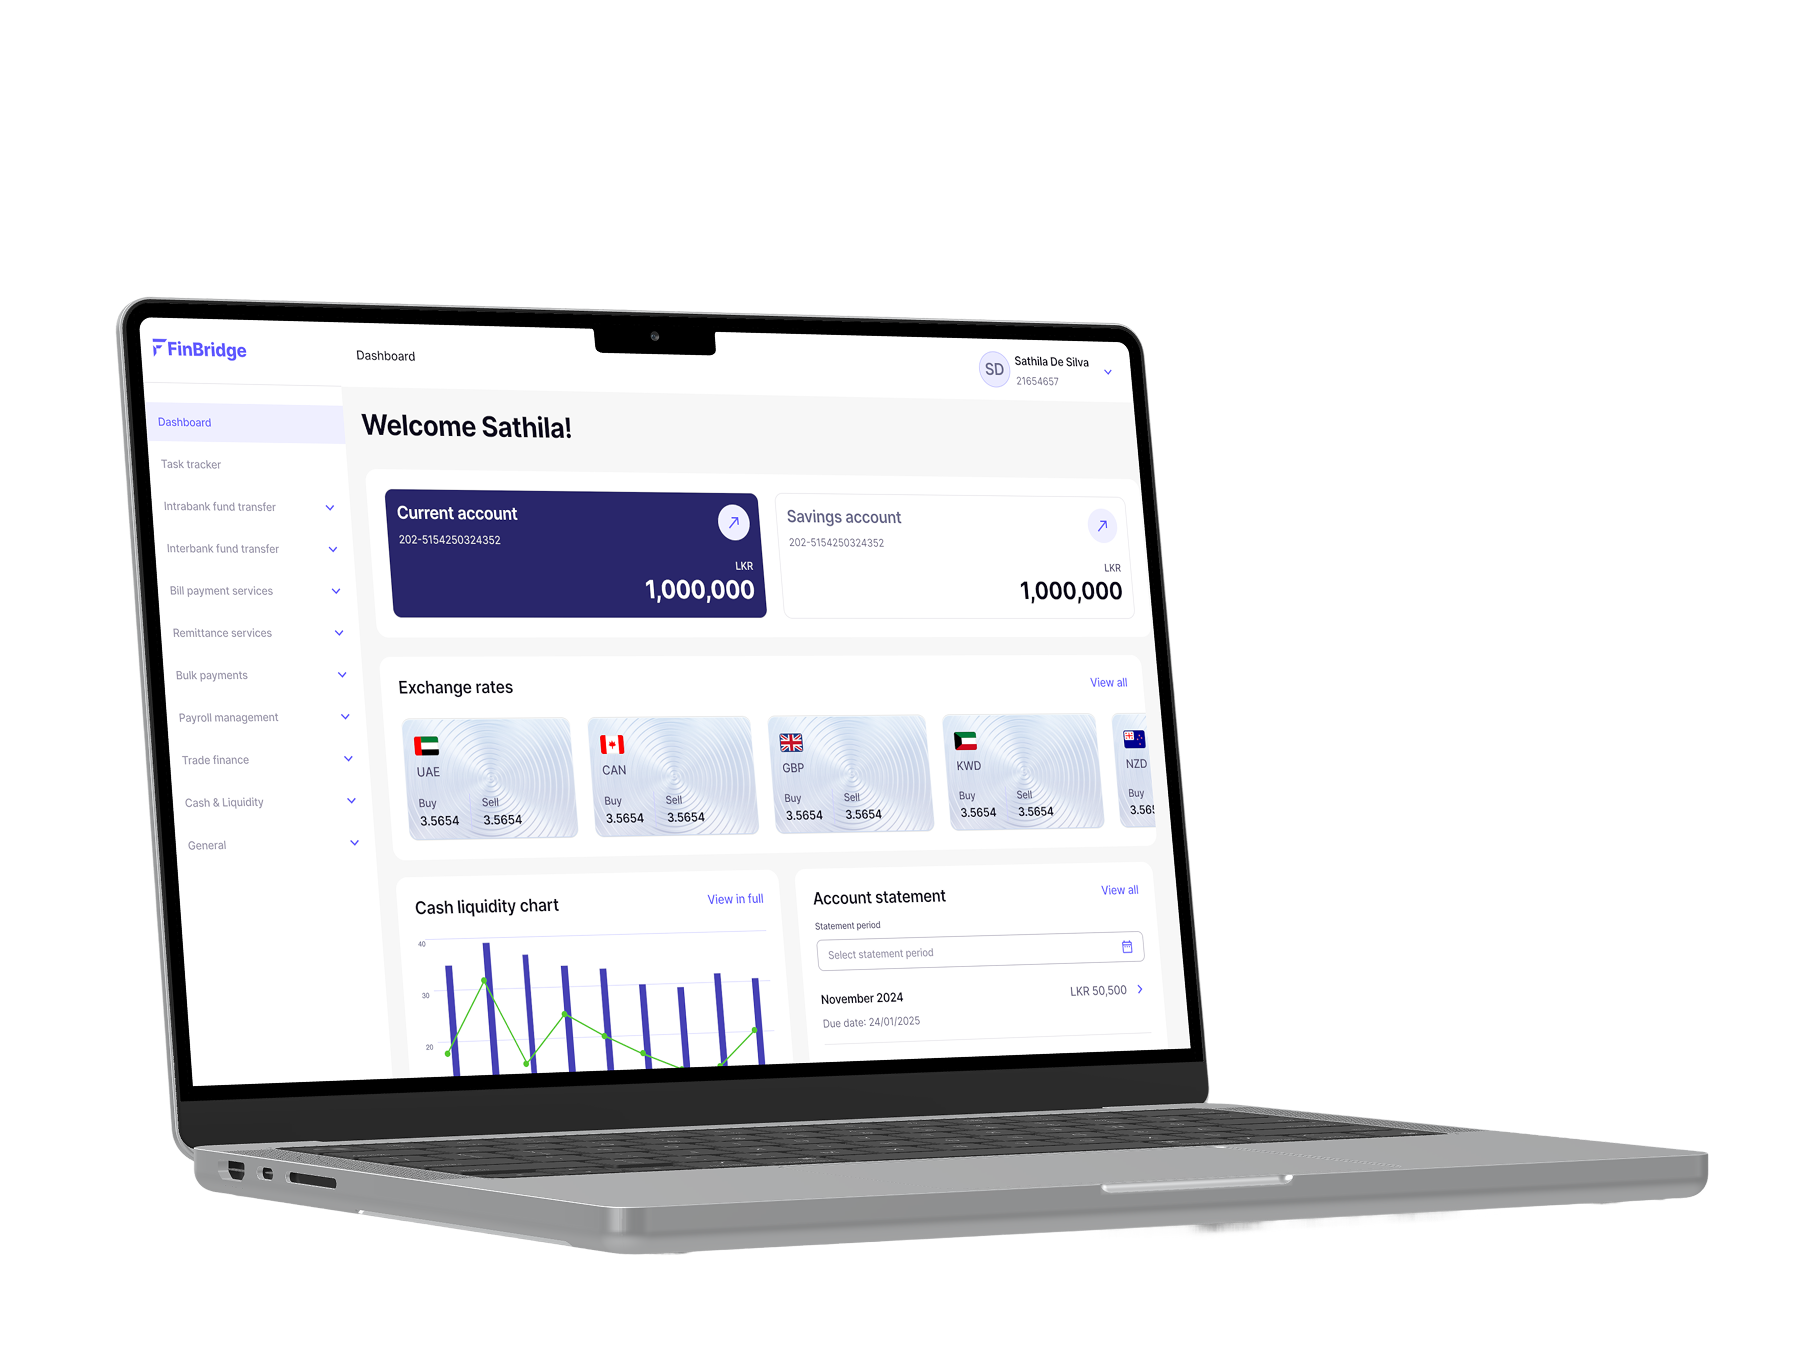 FinBridge
Dashboard
SD
Sathila De Silva
21654657
Dashboard
Task tracker
Intrabank fund transfer
Interbank fund transfer
Bill payment services
Remittance services
Bulk payments
Payroll management
Trade finance
Cash & Liquidity
General
Welcome Sathila!
Current account
202-5154250324352
LKR
1,000,000
Savings account
202-5154250324352
LKR
1,000,000
Exchange rates
View all
UAE
Buy Sell
3.5654 3.5654
CAN
Buy Sell
3.5654 3.5654
GBP
Buy Sell
3.5654 3.5654
KWD
Buy Sell
3.5654 3.5654
NZD
Buy
3.565
Cash liquidity chart
View in full
40
30
20
Account statement
View all
Statement period
Select statement period
November 2024
LKR 50,500
Due date: 24/01/2025